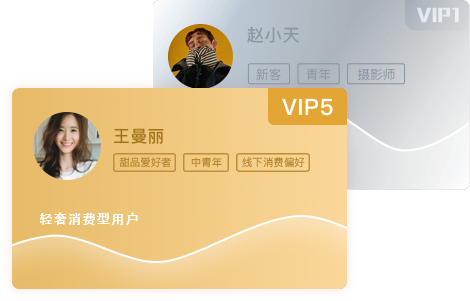 VIP1
赵小天
新客 青年 摄影师
VIP5
王曼丽
甜品爱好者 中青年 线下消费偏好
轻奢消费型用户